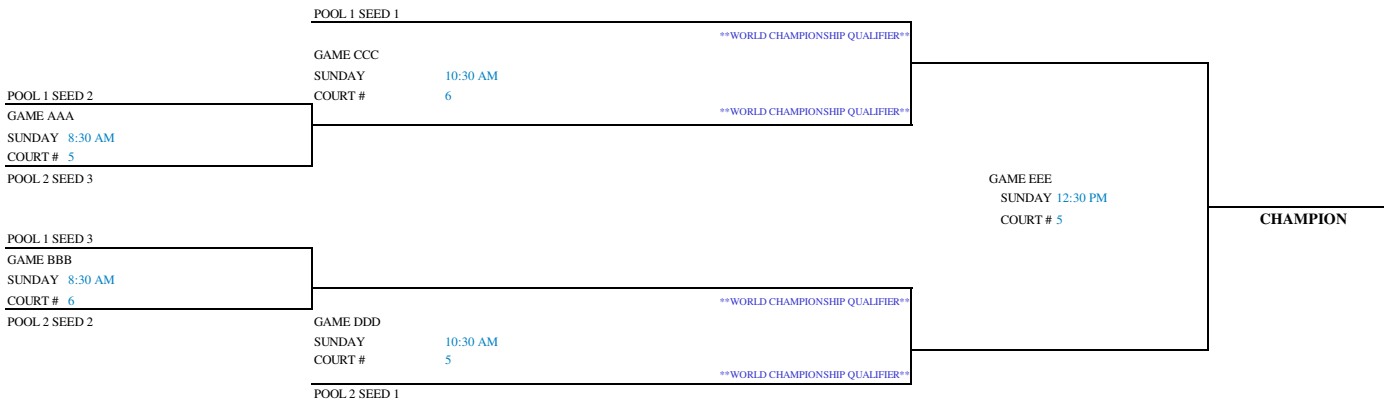 POOL 1 SEED 1
**WORLD CHAMPIONSHIP QUALIFIER**
GAME CCC
SUNDAY 10:30 AM
COURT # 6
**WORLD CHAMPIONSHIP QUALIFIER**
POOL 1 SEED 2
GAME AAA
SUNDAY 8:30 AM
COURT # 5
POOL 2 SEED 3
GAME EEE
SUNDAY 12:30 PM
COURT # 5
CHAMPION
POOL 1 SEED 3
GAME BBB
SUNDAY 8:30 AM
COURT # 6
POOL 2 SEED 2
**WORLD CHAMPIONSHIP QUALIFIER**
GAME DDD
SUNDAY 10:30 AM
COURT # 5
**WORLD CHAMPIONSHIP QUALIFIER**
POOL 2 SEED 1